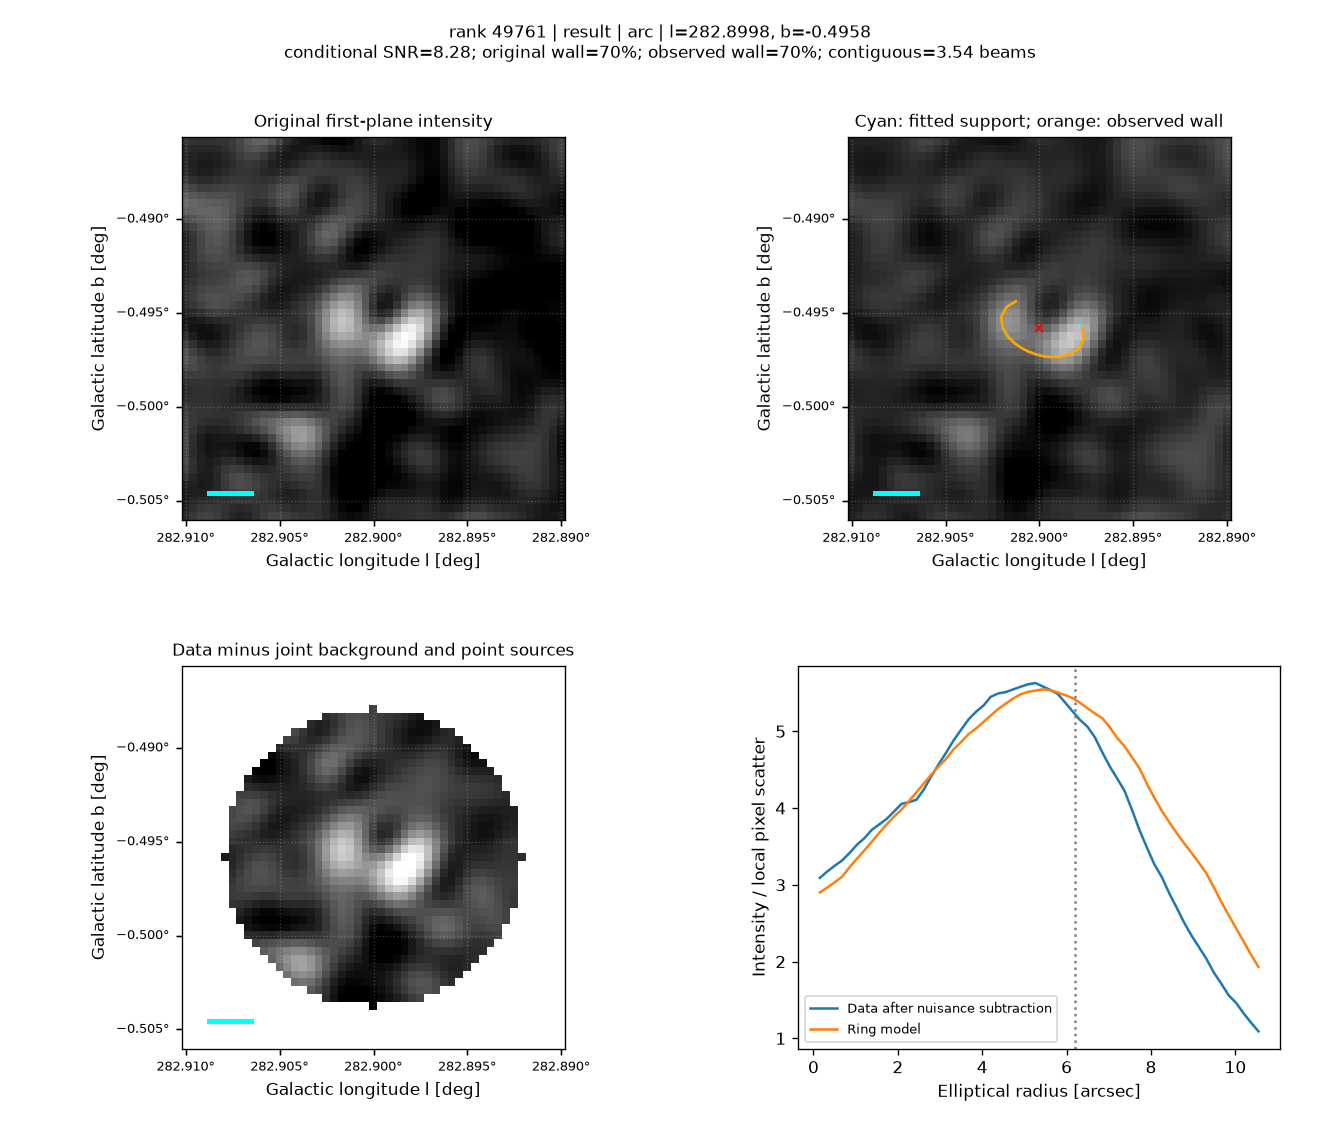 rank 49761 | result | arc | l=282.8998, b=-0.4958
conditional SNR=8.28; original wall=70%; observed wall=70%; contiguous=3.54 beams
Original first-plane intensity
Galactic latitude b [deg]
−0.490°
−0.495°
−0.500°
−0.505°
282.910° 282.905° 282.900° 282.895° 282.890°
Galactic longitude l [deg]
Cyan: fitted support; orange: observed wall
Galactic latitude b [deg]
−0.490°
−0.495°
−0.500°
−0.505°
282.910° 282.905° 282.900° 282.895° 282.890°
Galactic longitude l [deg]
Data minus joint background and point sources
Galactic latitude b [deg]
−0.490°
−0.495°
−0.500°
−0.505°
282.910° 282.905° 282.900° 282.895° 282.890°
Galactic longitude l [deg]
Intensity / local pixel scatter
5
4
3
2
1
Data after nuisance subtraction
Ring model
0 2 4 6 8 10
Elliptical radius [arcsec]